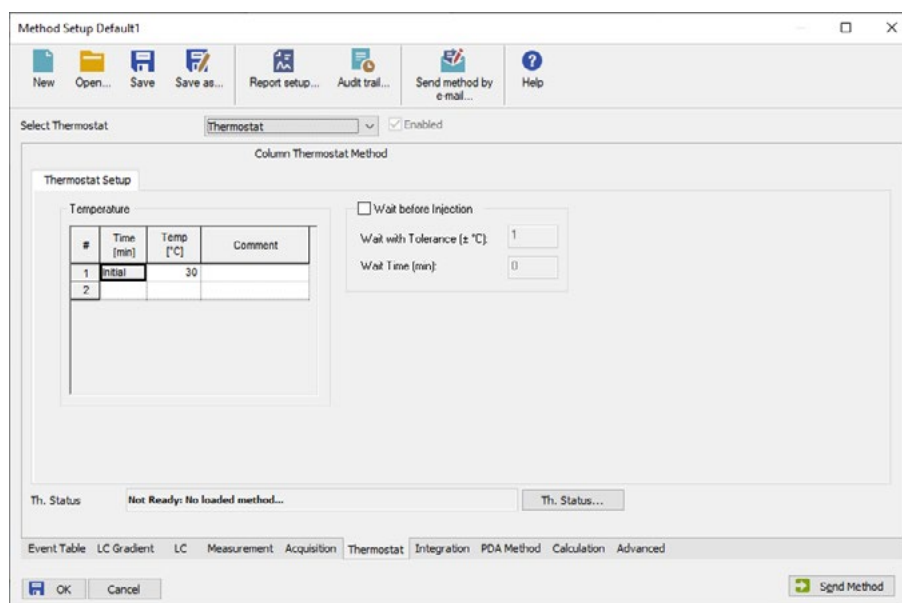 Method Setup Default1
New Open... Save Save as... Report setup... Audit trail... Send method by e-mail... Help
Select Thermostat Thermostat Enabled
Column Thermostat Method
Thermostat Setup
Temperature
# Time [min] Temp [°C] Comment
1 Initial 30
2
Wait before Injection
Wait with Tolerance (± °C): 1
Wait Time (min): 0
Th. Status Not Ready: No loaded method... Th. Status...
Event Table LC Gradient LC Measurement Acquisition Thermostat Integration PDA Method Calculation Advanced
OK Cancel Send Method